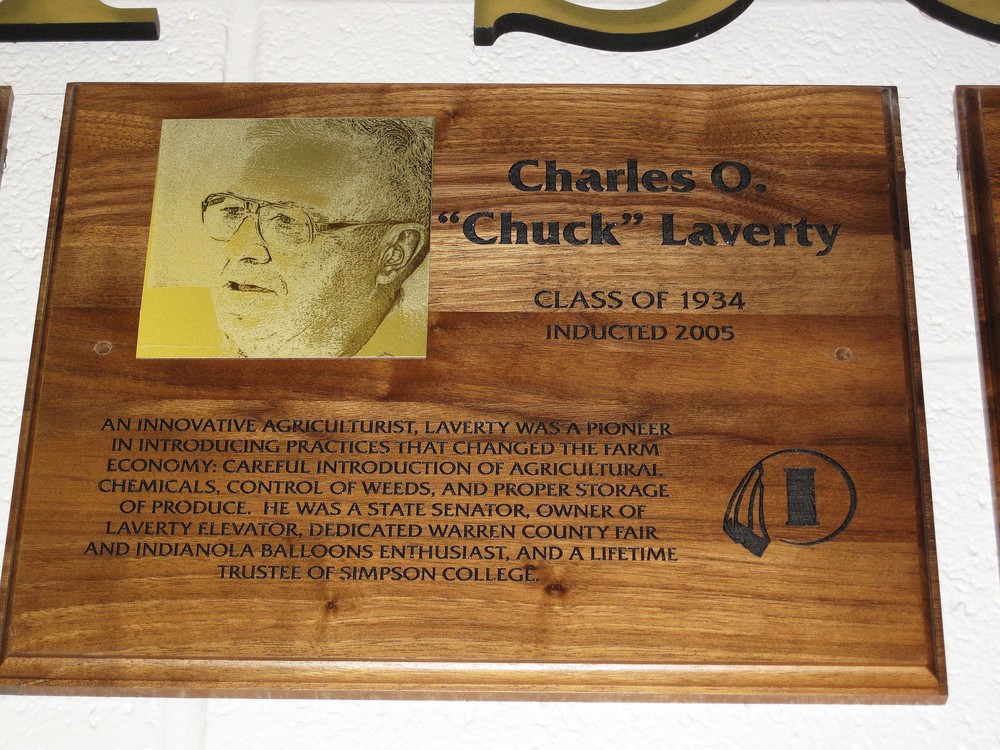 Charles O.
“Chuck” Laverty
CLASS OF 1934
INDUCTED 2005
AN INNOVATIVE AGRICULTURIST, LAVERTY WAS A PIONEER
IN INTRODUCING PRACTICES THAT CHANGED THE FARM
ECONOMY: CAREFUL INTRODUCTION OF AGRICULTURAL
CHEMICALS, CONTROL OF WEEDS, AND PROPER STORAGE
OF PRODUCE. HE WAS A STATE SENATOR, OWNER OF
LAVERTY ELEVATOR, DEDICATED WARREN COUNTY FAIR
AND INDIANOLA BALLOONS ENTHUSIAST, AND A LIFETIME
TRUSTEE OF SIMPSON COLLEGE.
I